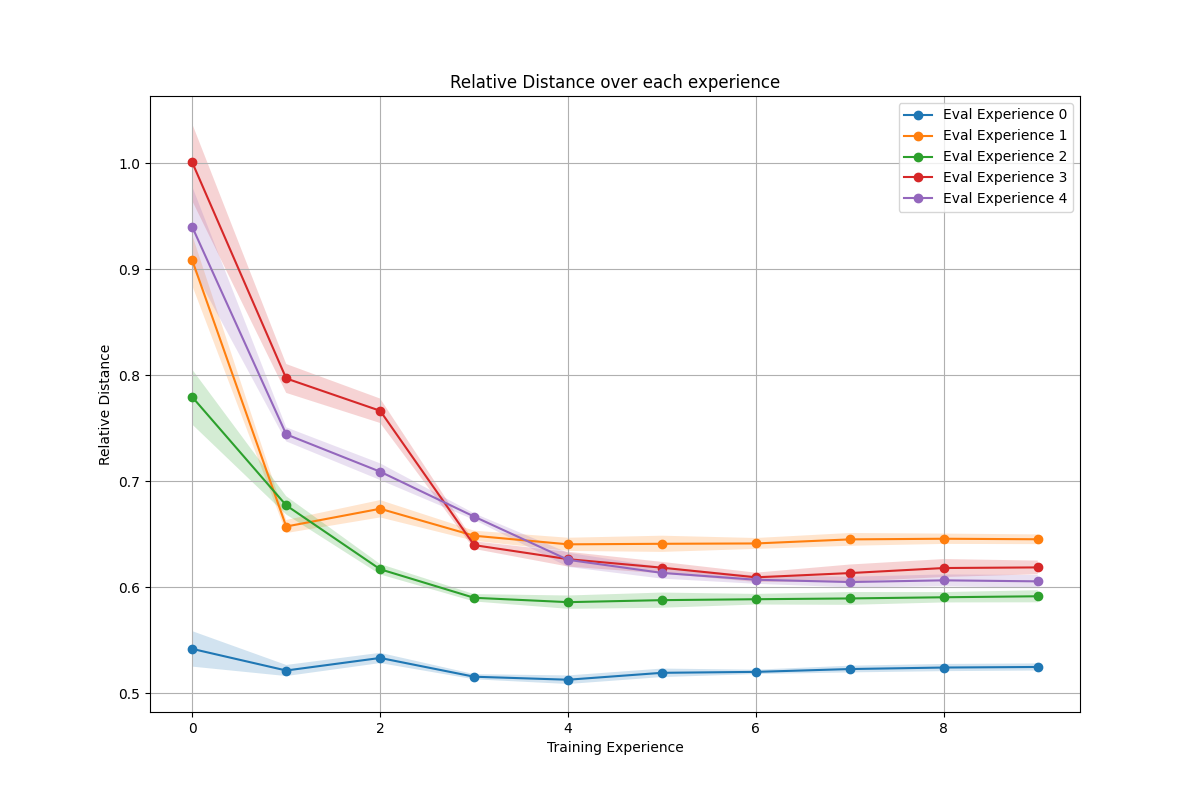 Relative Distance over each experience
Eval Experience 0
Eval Experience 1
Eval Experience 2
Eval Experience 3
Eval Experience 4
Relative Distance
1.0
0.9
0.8
0.7
0.6
0.5
0 2 4 6 8
Training Experience